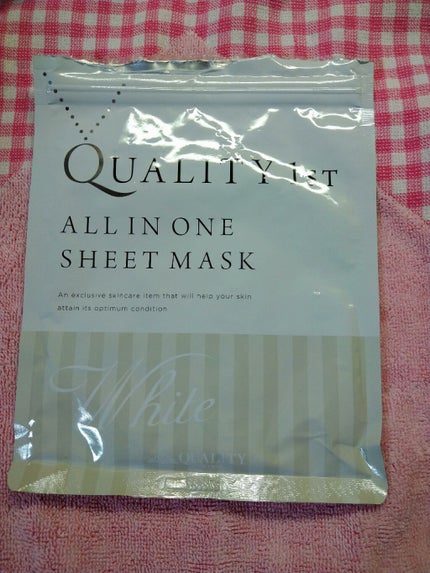 QUALITY 1ST
ALL IN ONE
SHEET MASK
An exclusive skincare item that will help your skin
attain its optimum condition
White
QUALITY